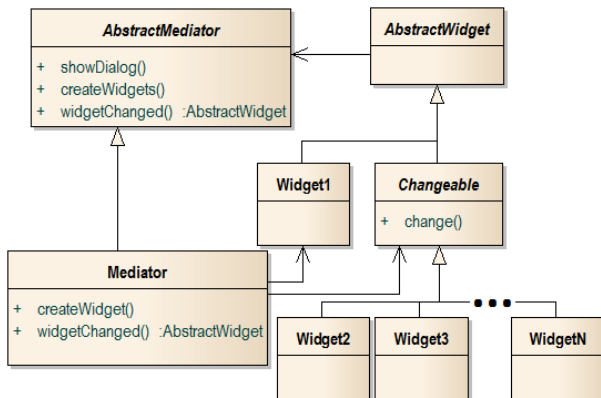 AbstractMediator
+ showDialog()
+ createWidgets()
+ widgetChanged() :AbstractWidget
AbstractWidget
Widget1
Changeable
+ change()
Mediator
+ createWidget()
+ widgetChanged() :AbstractWidget
Widget2
Widget3
WidgetN